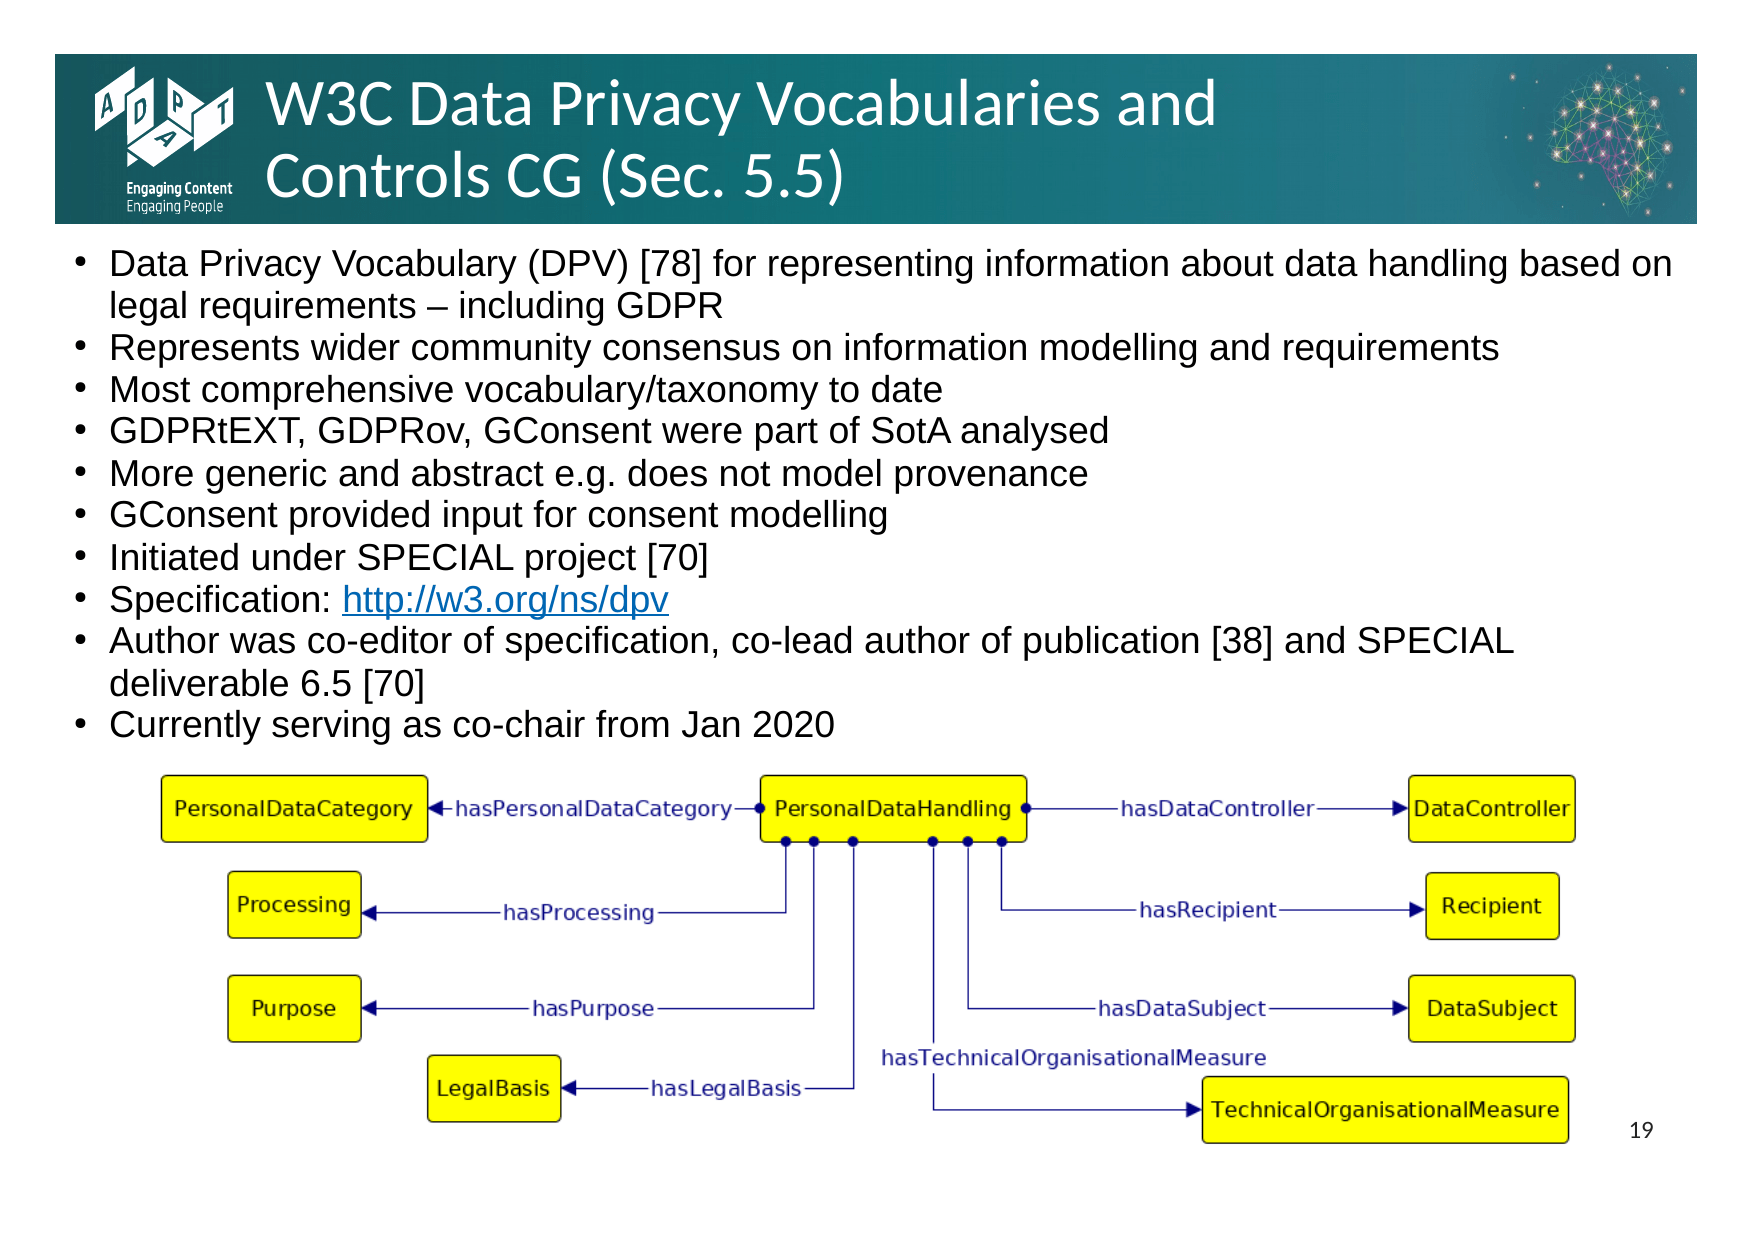 A D A P T
Engaging Content
Engaging People
W3C Data Privacy Vocabularies and
Controls CG (Sec. 5.5)
• Data Privacy Vocabulary (DPV) [78] for representing information about data handling based on
legal requirements – including GDPR
• Represents wider community consensus on information modelling and requirements
• Most comprehensive vocabulary/taxonomy to date
• GDPRtEXT, GDPRov, GConsent were part of SotA analysed
• More generic and abstract e.g. does not model provenance
• GConsent provided input for consent modelling
• Initiated under SPECIAL project [70]
• Specification: http://w3.org/ns/dpv
• Author was co-editor of specification, co-lead author of publication [38] and SPECIAL
deliverable 6.5 [70]
• Currently serving as co-chair from Jan 2020
PersonalDataCategory hasPersonalDataCategory PersonalDataHandling hasDataController DataController
Processing hasProcessing hasRecipient Recipient
Purpose hasPurpose hasDataSubject DataSubject
hasTechnicalOrganisationalMeasure
LegalBasis hasLegalBasis TechnicalOrganisationalMeasure
19